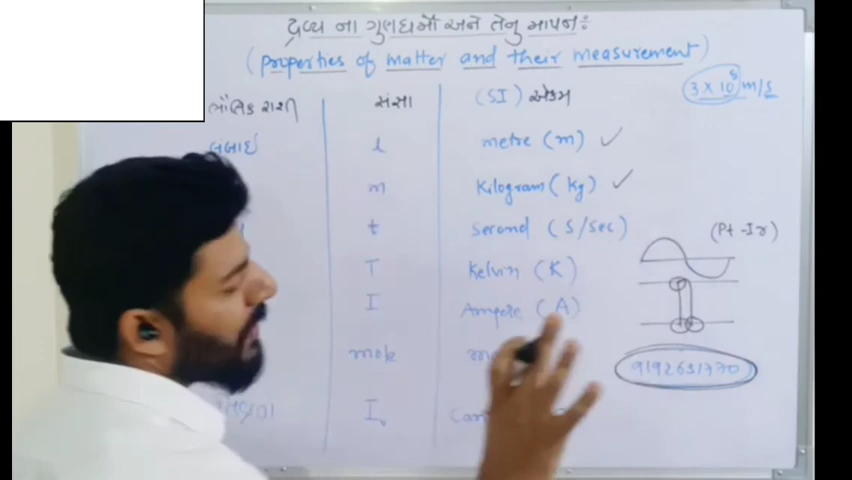 દ્રવ્ય ના ગુણધર્મો અને તેનુ માપન:
(properties of matter and their measurement)
3 X 10⁸ m/s
ભૌતિક રાશી સંજ્ઞા (SI) એકમ
લંબાઈ l metre (m) ✓
m Kilogram (Kg) ✓
t second (S/sec)
(Pt-Ir)
T Kelvin (K)
I Ampere (A)
mole
9192631770
I₀